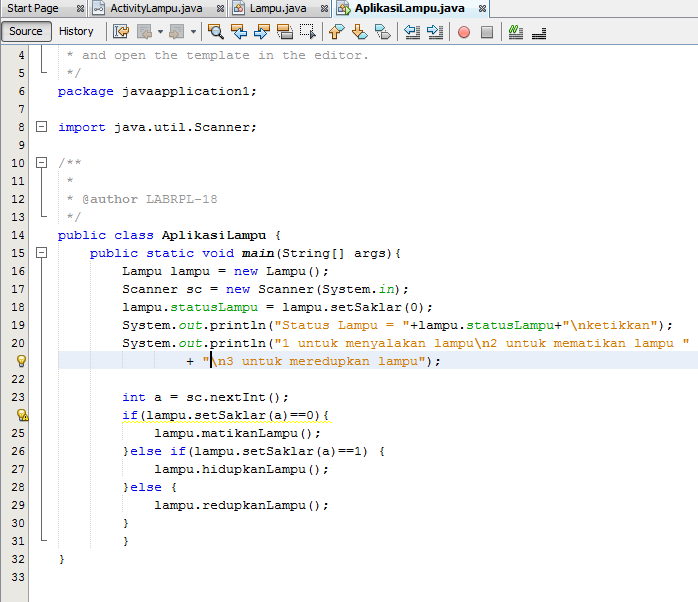 Start Page ActivityLampu.java Lampu.java AplikasiLampu.java
Source History
4 * and open the template in the editor.
5 */
6 package javaapplication1;
7
8 import java.util.Scanner;
9
10 /**
11 *
12 * @author LABRPL-18
13 */
14 public class AplikasiLampu {
15 public static void main(String[] args){
16 Lampu lampu = new Lampu();
17 Scanner sc = new Scanner(System.in);
18 lampu.statusLampu = lampu.setSaklar(0);
19 System.out.println("Status Lampu = "+lampu.statusLampu+"\nketikkan");
20 System.out.println("1 untuk menyalakan lampu\n2 untuk mematikan lampu "
+ "\n3 untuk meredupkan lampu");
22
23 int a = sc.nextInt();
if(lampu.setSaklar(a)==0){
25 lampu.matikanLampu();
26 }else if(lampu.setSaklar(a)==1) {
27 lampu.hidupkanLampu();
28 }else {
29 lampu.redupkanLampu();
30 }
31 }
32 }
33